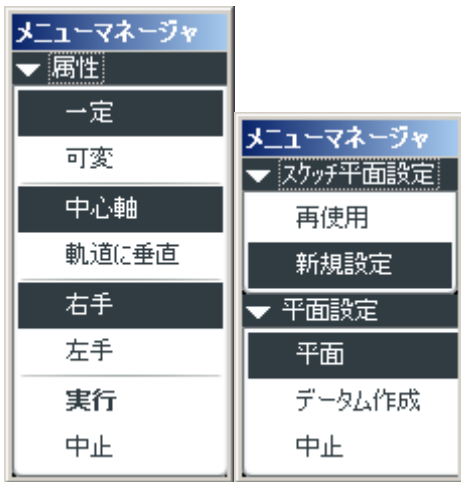 メニューマネージャ
属性
一定
可変
中心軸
軌道に垂直
右手
左手
実行
中止
メニューマネージャ
スケッチ平面設定
再使用
新規設定
平面設定
平面
データム作成
中止